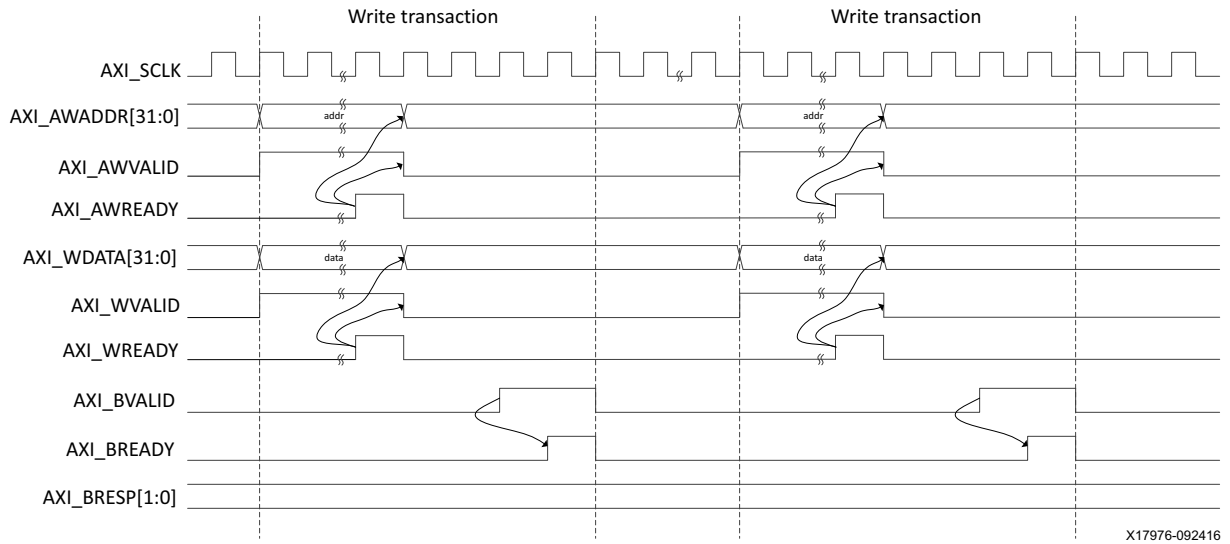 Write transaction
Write transaction
AXI_SCLK
AXI_AWADDR[31:0]
addr
addr
AXI_AWVALID
AXI_AWREADY
AXI_WDATA[31:0]
data
data
AXI_WVALID
AXI_WREADY
AXI_BVALID
AXI_BREADY
AXI_BRESP[1:0]
X17976-092416